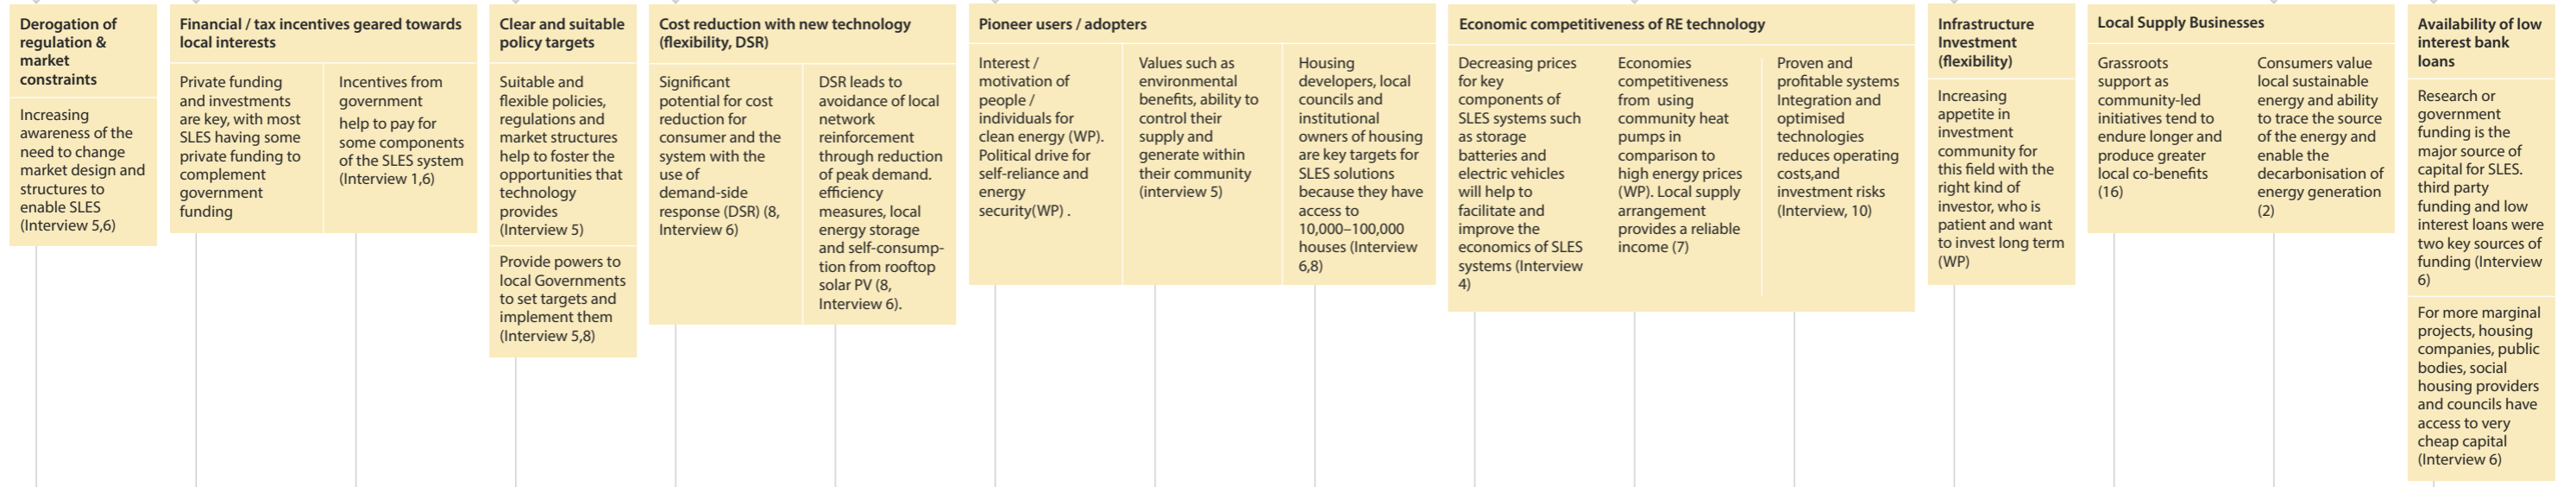 Derogation of
regulation &
market
constraints
Increasing
awareness of the
need to change
market design and
structures to
enable SLES
(Interview 5,6)
Financial / tax incentives geared towards
local interests
Private funding
and investments
are key, with most
SLES having some
private funding to
complement
government
funding
Incentives from
government
help to pay for
some components
of the SLES system
(Interview 1,6)
Clear and suitable
policy targets
Suitable and
flexible policies,
regulations and
market structures
help to foster the
opportunities that
technology
provides
(Interview 5)
Provide powers to
local Governments
to set targets and
implement them
(Interview 5,8)
Cost reduction with new technology
(flexibility, DSR)
Significant
potential for cost
reduction for
consumer and the
system with the
use of
demand-side
response (DSR) (8,
Interview 6)
DSR leads to
avoidance of local
network
reinforcement
through reduction
of peak demand.
efficiency
measures, local
energy storage
and self-consump-
tion from rooftop
solar PV (8,
Interview 6).
Pioneer users / adopters
Interest /
motivation of
people /
individuals for
clean energy (WP).
Political drive for
self-reliance and
energy
security(WP) .
Values such as
environmental
benefits, ability to
control their
supply and
generate within
their community
(interview 5)
Housing
developers, local
councils and
institutional
owners of housing
are key targets for
SLES solutions
because they have
access to
10,000–100,000
houses (Interview
6,8)
Economic competitiveness of RE technology
Decreasing prices
for key
components of
SLES systems such
as storage
batteries and
electric vehicles
will help to
facilitate and
improve the
economics of SLES
systems (Interview
4)
Economies
competitiveness
from using
community heat
pumps in
comparison to
high energy prices
(WP). Local supply
arrangement
provides a reliable
income (7)
Proven and
profitable systems
Integration and
optimised
technologies
reduces operating
costs,and
investment risks
(Interview, 10)
Infrastructure
Investment
(flexibility)
Increasing
appetite in
investment
community for
this field with the
right kind of
investor, who is
patient and want
to invest long term
(WP)
Local Supply Businesses
Grassroots
support as
community-led
initiatives tend to
endure longer and
produce greater
local co-benefits
(16)
Consumers value
local sustainable
energy and ability
to trace the source
of the energy and
enable the
decarbonisation of
energy generation
(2)
Availability of low
interest bank
loans
Research or
government
funding is the
major source of
capital for SLES.
third party
funding and low
interest loans were
two key sources of
funding (Interview
6)
For more marginal
projects, housing
companies, public
bodies, social
housing providers
and councils have
access to very
cheap capital
(Interview 6)